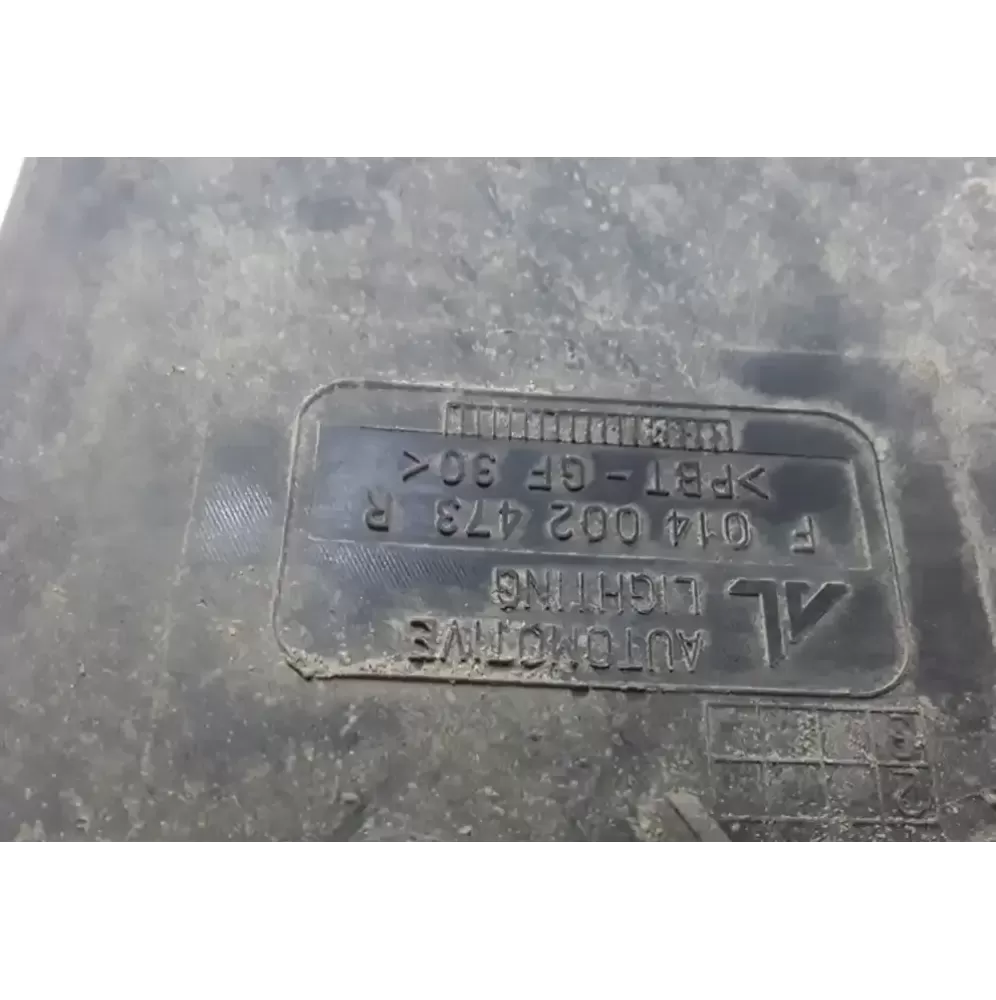 AL AUTOMOTIVE
LIGHTING
F 014 002 473 R
>PBT-GF 30<